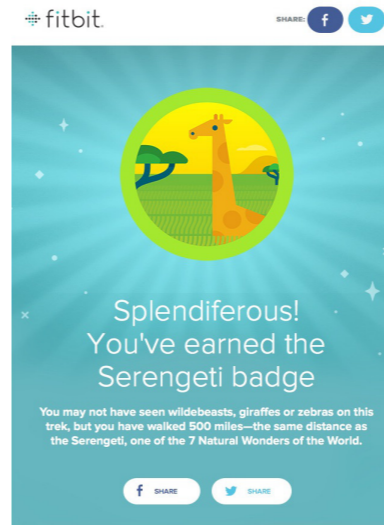 fitbit.
SHARE:
Splendiferous!
You've earned the
Serengeti badge
You may not have seen wildebeasts, giraffes or zebras on this
trek, but you have walked 500 miles—the same distance as
the Serengeti, one of the 7 Natural Wonders of the World.
SHARE
SHARE